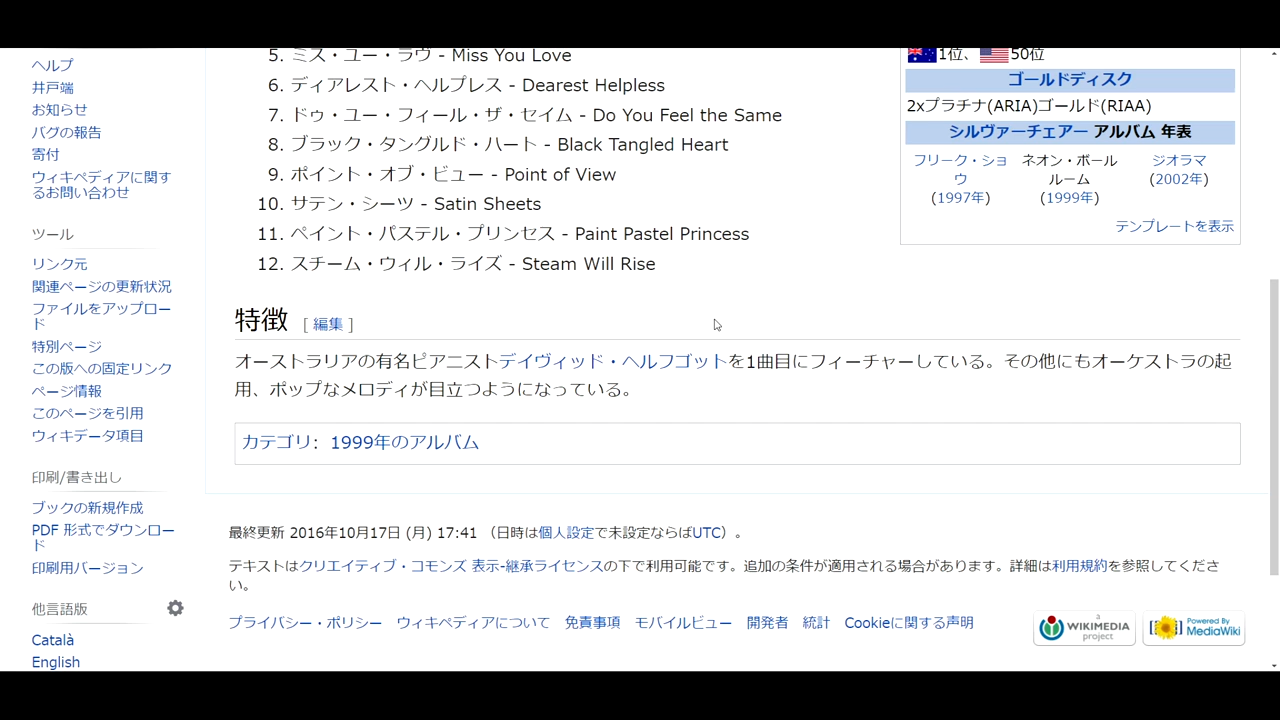 ヘルプ
井戸端
お知らせ
バグの報告
寄付
ウィキペディアに関す
るお問い合わせ
ツール
リンク元
関連ページの更新状況
ファイルをアップロー
ド
特別ページ
この版への固定リンク
ページ情報
このページを引用
ウィキデータ項目
印刷/書き出し
ブックの新規作成
PDF 形式でダウンロー
ド
印刷用バージョン
他言語版
Català
English
5. ミス・ユー・ラヴ - Miss You Love
6. ディアレスト・ヘルプレス - Dearest Helpless
7. ドゥ・ユー・フィール・ザ・セイム - Do You Feel the Same
8. ブラック・タングルド・ハート - Black Tangled Heart
9. ポイント・オブ・ビュー - Point of View
10. サテン・シーツ - Satin Sheets
11. ペイント・パステル・プリンセス - Paint Pastel Princess
12. スチーム・ウィル・ライズ - Steam Will Rise
1位、 50位
ゴールドディスク
2xプラチナ(ARIA)ゴールド(RIAA)
シルヴァーチェアー アルバム 年表
フリーク・ショ
ウ
(1997年)
ネオン・ボール
ルーム
(1999年)
ジオラマ
(2002年)
テンプレートを表示
特徴 [ 編集 ]
オーストラリアの有名ピアニストデイヴィッド・ヘルフゴットを1曲目にフィーチャーしている。その他にもオーケストラの起
用、ポップなメロディが目立つようになっている。
カテゴリ: 1999年のアルバム
最終更新 2016年10月17日 (月) 17:41 （日時は個人設定で未設定ならばUTC）。
テキストはクリエイティブ・コモンズ 表示-継承ライセンスの下で利用可能です。追加の条件が適用される場合があります。詳細は利用規約を参照してくださ
い。
プライバシー・ポリシー ウィキペディアについて 免責事項 モバイルビュー 開発者 統計 Cookieに関する声明
a
WIKIMEDIA
project
Powered By
MediaWiki